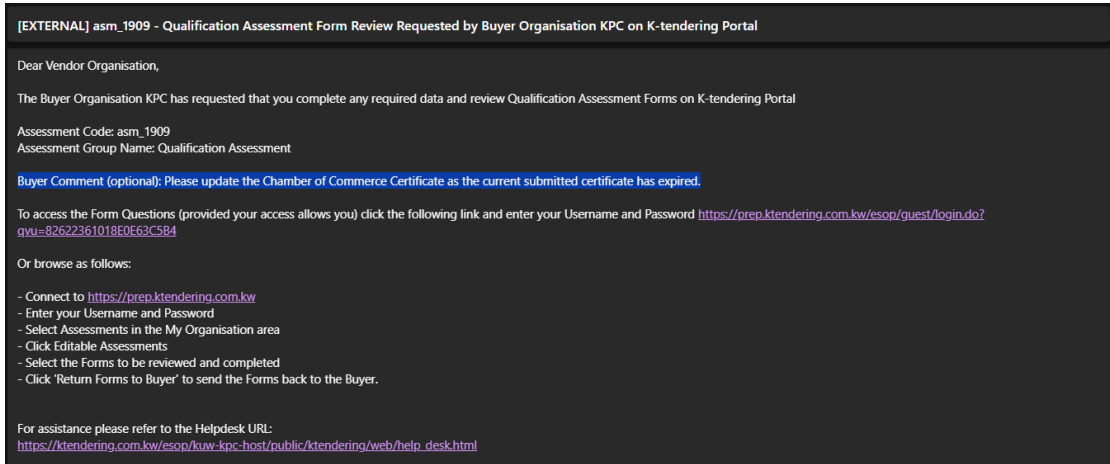 [EXTERNAL] asm_1909 - Qualification Assessment Form Review Requested by Buyer Organisation KPC on K-tendering Portal
Dear Vendor Organisation,
The Buyer Organisation KPC has requested that you complete any required data and review Qualification Assessment Forms on K-tendering Portal
Assessment Code: asm_1909
Assessment Group Name: Qualification Assessment
Buyer Comment (optional): Please update the Chamber of Commerce Certificate as the current submitted certificate has expired.
To access the Form Questions (provided your access allows you) click the following link and enter your Username and Password https://prep.ktendering.com.kw/esop/guest/login.do?
qvu=82622361018E0E63C5B4
Or browse as follows:
- Connect to https://prep.ktendering.com.kw
- Enter your Username and Password
- Select Assessments in the My Organisation area
- Click Editable Assessments
- Select the Forms to be reviewed and completed
- Click 'Return Forms to Buyer' to send the Forms back to the Buyer.
For assistance please refer to the Helpdesk URL:
https://ktendering.com.kw/esop/kuw-kpc-host/public/ktendering/web/help_desk.html